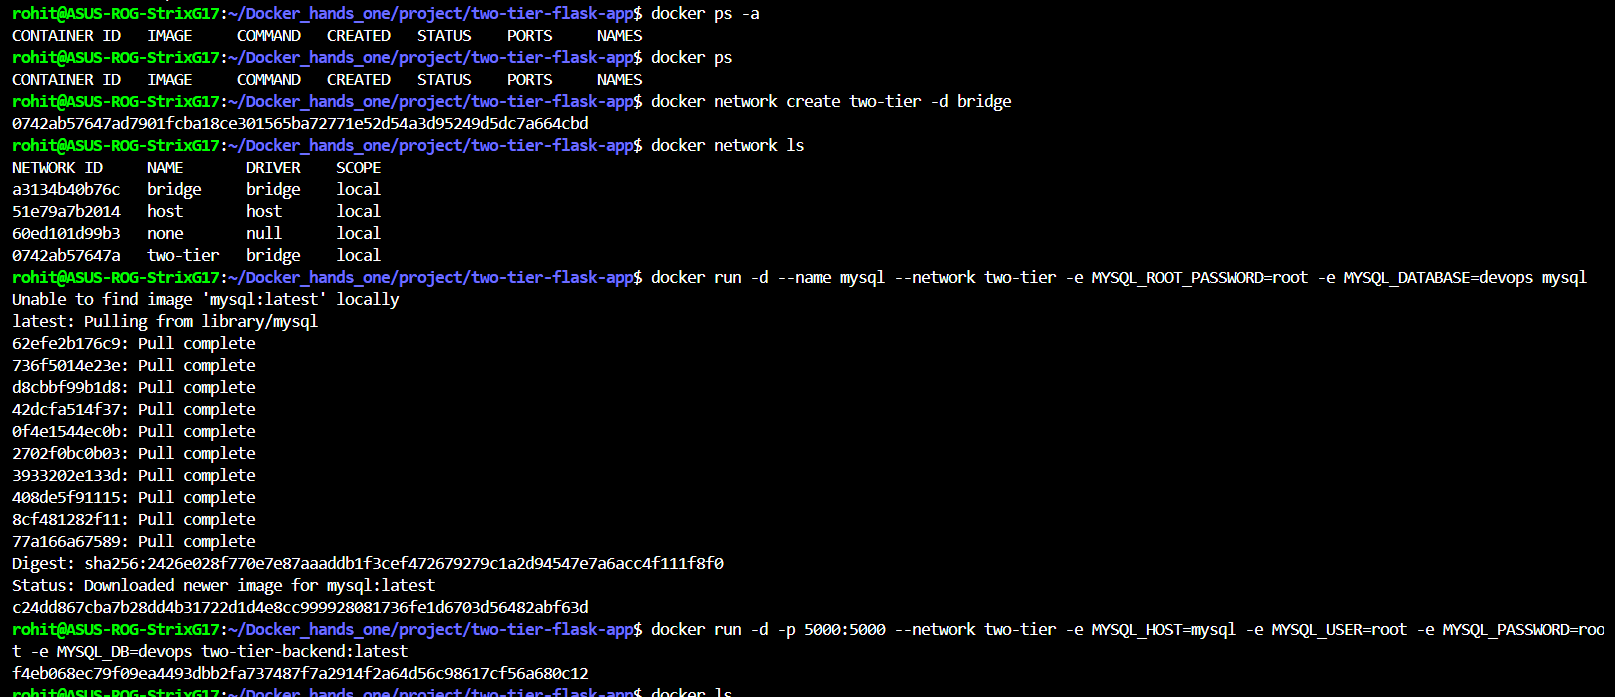 rohit@ASUS-ROG-StrixG17:~/Docker_hands_one/project/two-tier-flask-app$ docker ps -a
CONTAINER ID   IMAGE     COMMAND   CREATED   STATUS    PORTS     NAMES
rohit@ASUS-ROG-StrixG17:~/Docker_hands_one/project/two-tier-flask-app$ docker ps
CONTAINER ID   IMAGE     COMMAND   CREATED   STATUS    PORTS     NAMES
rohit@ASUS-ROG-StrixG17:~/Docker_hands_one/project/two-tier-flask-app$ docker network create two-tier -d bridge
0742ab57647ad7901fcba18ce301565ba72771e52d54a3d95249d5dc7a664cbd
rohit@ASUS-ROG-StrixG17:~/Docker_hands_one/project/two-tier-flask-app$ docker network ls
NETWORK ID     NAME       DRIVER    SCOPE
a3134b40b76c   bridge     bridge    local
51e79a7b2014   host       host      local
60ed101d99b3   none       null      local
0742ab57647a   two-tier   bridge    local
rohit@ASUS-ROG-StrixG17:~/Docker_hands_one/project/two-tier-flask-app$ docker run -d --name mysql --network two-tier -e MYSQL_ROOT_PASSWORD=root -e MYSQL_DATABASE=devops mysql
Unable to find image 'mysql:latest' locally
latest: Pulling from library/mysql
62efe2b176c9: Pull complete
736f5014e23e: Pull complete
d8cbbf99b1d8: Pull complete
42dcfa514f37: Pull complete
0f4e1544ec0b: Pull complete
2702f0bc0b03: Pull complete
3933202e133d: Pull complete
408de5f91115: Pull complete
8cf481282f11: Pull complete
77a166a67589: Pull complete
Digest: sha256:2426e028f770e7e87aaaddb1f3cef472679279c1a2d94547e7a6acc4f111f8f0
Status: Downloaded newer image for mysql:latest
c24dd867cba7b28dd4b31722d1d4e8cc999928081736fe1d6703d56482abf63d
rohit@ASUS-ROG-StrixG17:~/Docker_hands_one/project/two-tier-flask-app$ docker run -d -p 5000:5000 --network two-tier -e MYSQL_HOST=mysql -e MYSQL_USER=root -e MYSQL_PASSWORD=roo
t -e MYSQL_DB=devops two-tier-backend:latest
f4eb068ec79f09ea4493dbb2fa737487f7a2914f2a64d56c98617cf56a680c12
rohit@ASUS-ROG-StrixG17:~/Docker_hands_one/project/two-tier-flask-app$ docker ls